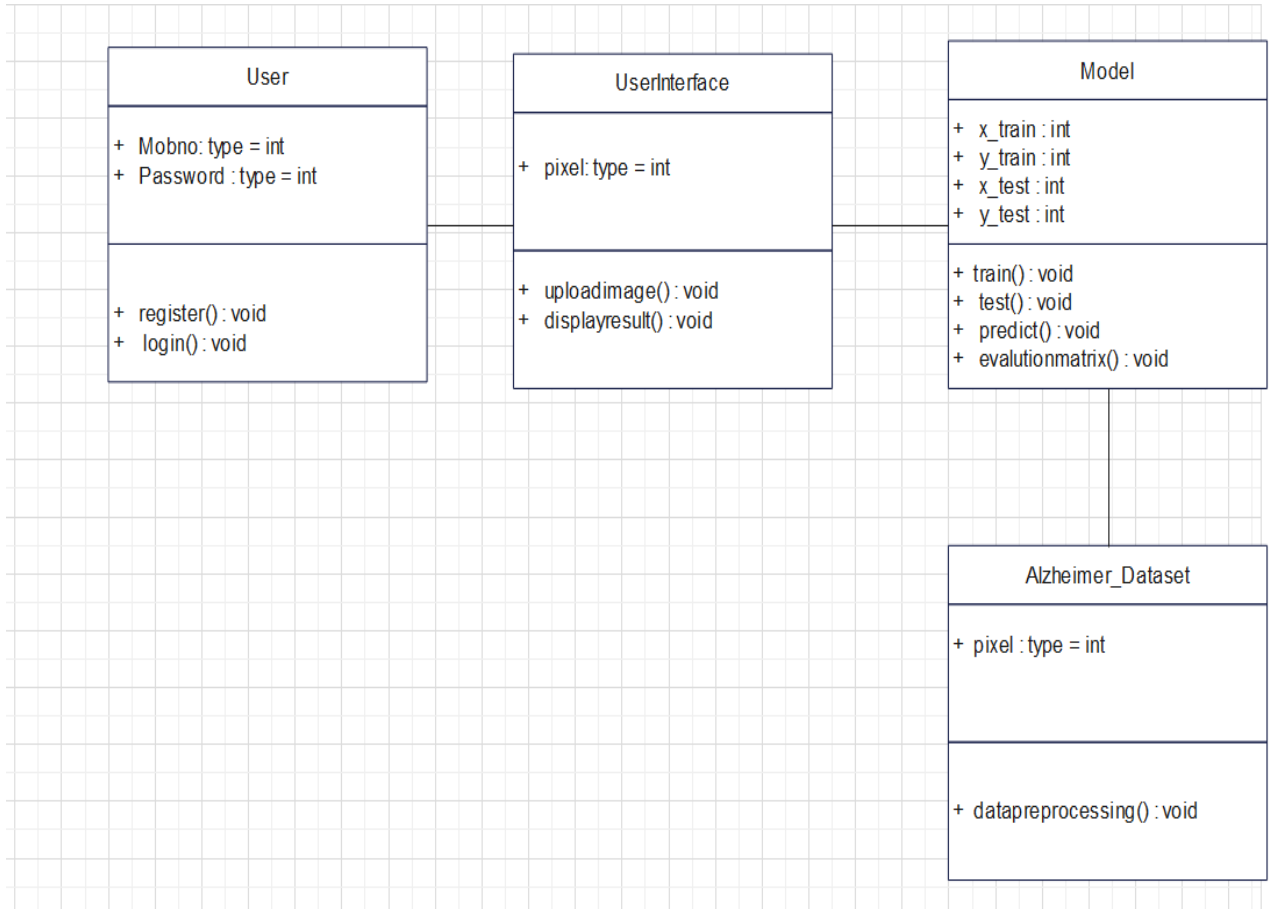 User
+ Mobno: type = int
+ Password : type = int
+ register() : void
+ login() : void
UserInterface
+ pixel: type = int
+ uploadimage() : void
+ displayresult() : void
Model
+ x_train : int
+ y_train : int
+ x_test : int
+ y_test : int
+ train() : void
+ test() : void
+ predict() : void
+ evalutionmatrix() : void
Alzheimer_Dataset
+ pixel : type = int
+ datapreprocessing() : void